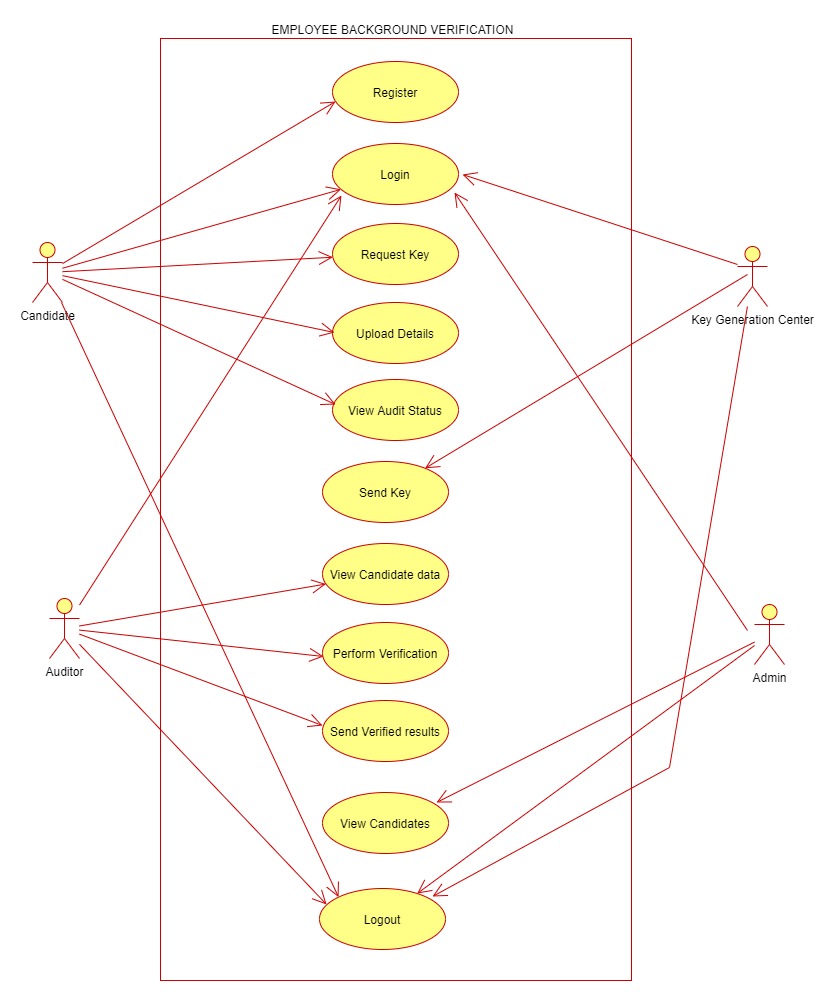 EMPLOYEE BACKGROUND VERIFICATION
Register
Login
Request Key
Candidate
Key Generation Center
Upload Details
View Audit Status
Send Key
View Candidate data
Perform Verification
Auditor
Admin
Send Verified results
View Candidates
Logout